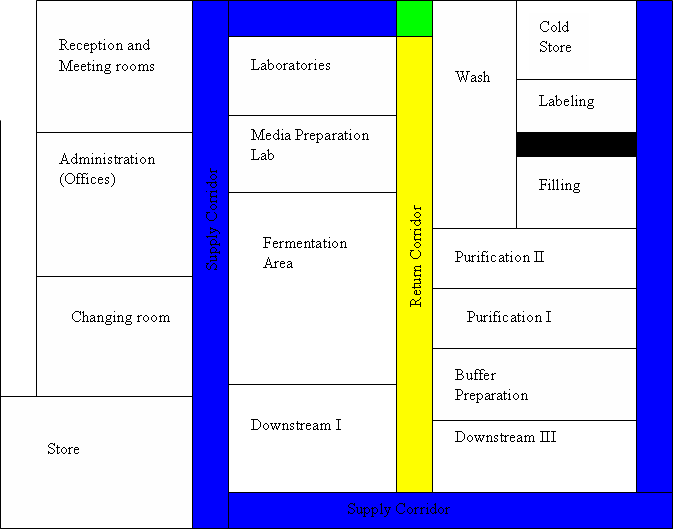 Reception and
Meeting rooms
Administration
(Offices)
Changing room
Store
Supply Corridor
Laboratories
Media Preparation
Lab
Fermentation
Area
Downstream I
Return Corridor
Wash
Cold
Store
Labeling
Filling
Purification II
Purification I
Buffer
Preparation
Downstream III
Supply Corridor